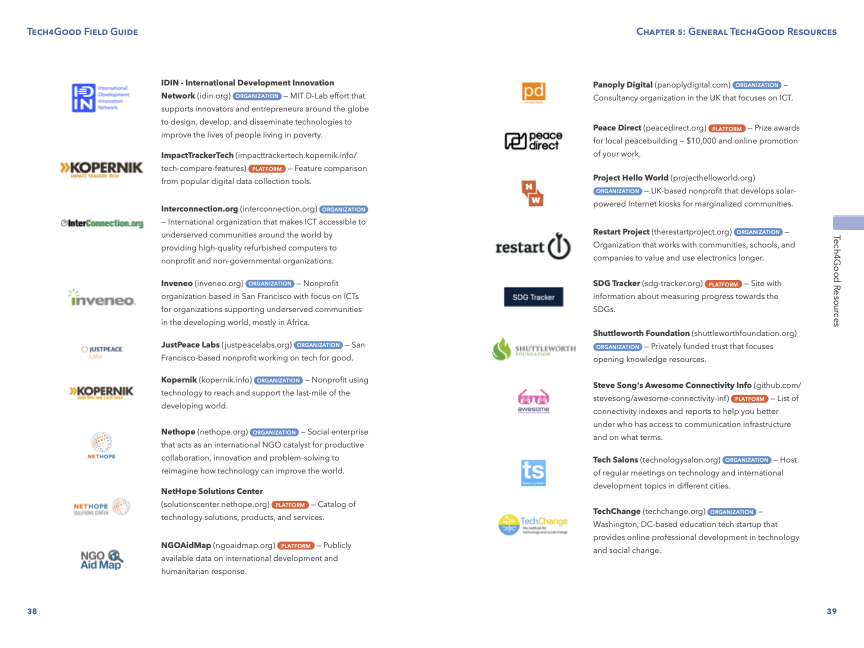 Tech4Good Field Guide
International
Development
Innovation
Network
IDIN - International Development Innovation
Network (idin.org) ORGANIZATION – MIT D-Lab effort that
supports innovators and entrepreneurs around the globe
to design, develop, and disseminate technologies to
improve the lives of people living in poverty.
KOPERNIK
IMPACT TRACKER TECH
ImpactTrackerTech (impacttrackertech.kopernik.info/
tech-compare-features) PLATFORM – Feature comparison
from popular digital data collection tools.
InterConnection.org
Interconnection.org (interconnection.org) ORGANIZATION
– International organization that makes ICT accessible to
underserved communities around the world by
providing high-quality refurbished computers to
nonprofit and non-governmental organizations.
inveneo
Inveneo (inveneo.org) ORGANIZATION – Nonprofit
organization based in San Francisco with focus on ICTs
for organizations supporting underserved communities
in the developing world, mostly in Africa.
JUSTPEACE
Labs
JustPeace Labs (justpeacelabs.org) ORGANIZATION – San
Francisco-based nonprofit working on tech for good.
KOPERNIK
Kopernik (kopernik.info) ORGANIZATION – Nonprofit using
technology to reach and support the last-mile of the
developing world.
NETHOPE
Nethope (nethope.org) ORGANIZATION – Social enterprise
that acts as an international NGO catalyst for productive
collaboration, innovation and problem-solving to
reimagine how technology can improve the world.
NETHOPE
SOLUTIONS CENTER
NetHope Solutions Center
(solutionscenter.nethope.org) PLATFORM – Catalog of
technology solutions, products, and services.
NGO
Aid Map
NGOAidMap (ngoaidmap.org) PLATFORM – Publicly
available data on international development and
humanitarian response.
38
Chapter 5: General Tech4Good Resources
pd
Panoply Digital (panoplydigital.com) ORGANIZATION –
Consultancy organization in the UK that focuses on ICT.
peace
direct
Peace Direct (peacedirect.org) PLATFORM – Prize awards
for local peacebuilding – $10,000 and online promotion
of your work.
H
W
Project Hello World (projecthelloworld.org)
ORGANIZATION – UK-based nonprofit that develops solar-
powered Internet kiosks for marginalized communities.
restart
Restart Project (therestartproject.org) ORGANIZATION –
Organization that works with communities, schools, and
companies to value and use electronics longer.
SDG Tracker
SDG Tracker (sdg-tracker.org) PLATFORM – Site with
information about measuring progress towards the
SDGs.
SHUTTLEWORTH
FOUNDATION
Shuttleworth Foundation (shuttleworthfoundation.org)
ORGANIZATION – Privately funded trust that focuses
opening knowledge resources.
awesome
Steve Song's Awesome Connectivity Info (github.com/
stevesong/awesome-connectivity-inf) PLATFORM – List of
connectivity indexes and reports to help you better
under who has access to communication infrastructure
and on what terms.
ts
Tech Salons (technologysalon.org) ORGANIZATION – Host
of regular meetings on technology and international
development topics in different cities.
TechChange
TechChange (techchange.org) ORGANIZATION –
Washington, DC-based education tech startup that
provides online professional development in technology
and social change.
Tech4Good Resources
39